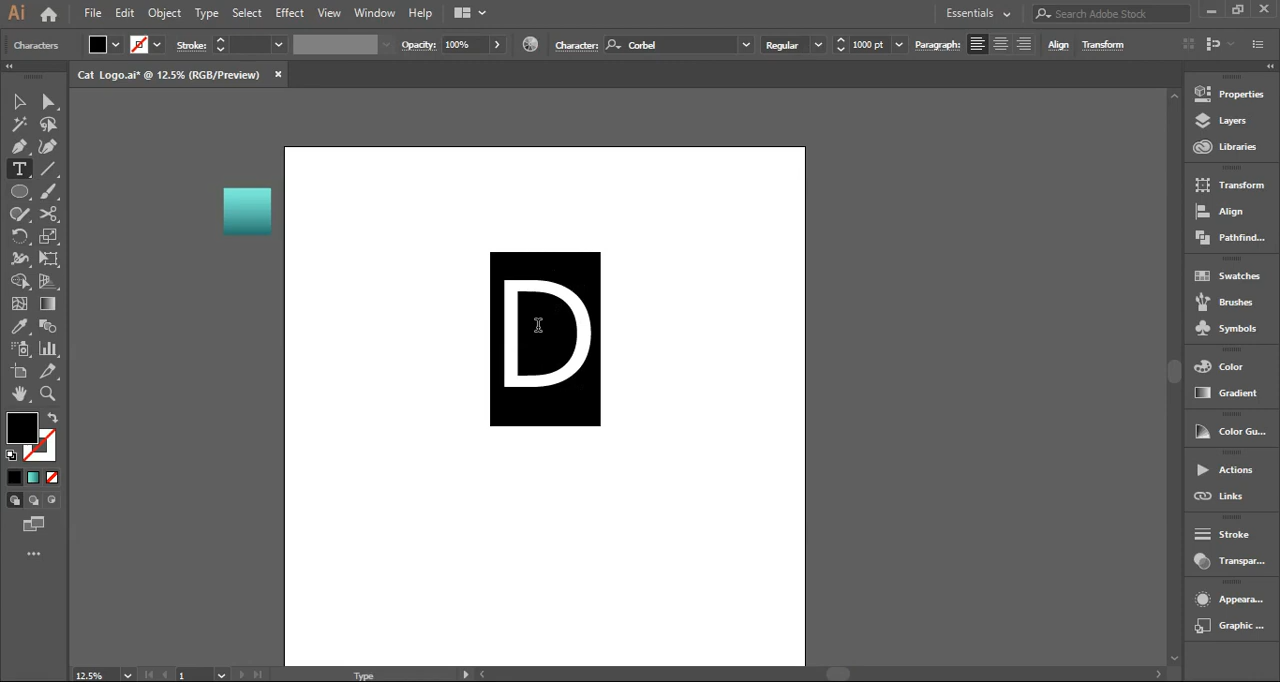 Ai File Edit Object Type Select Effect View Window Help Essentials Search Adobe Stock
Characters Stroke: Opacity: 100% Character: Corbel Regular 1000 pt Paragraph: Align Transform
Cat Logo.ai* @ 12.5% (RGB/Preview) ×
Properties
Layers
Libraries
Transform
Align
Pathfind...
Swatches
Brushes
Symbols
Color
Gradient
Color Gu...
Actions
Links
Stroke
Transpar...
Appeara...
Graphic ...
D
12.5% 1 Type